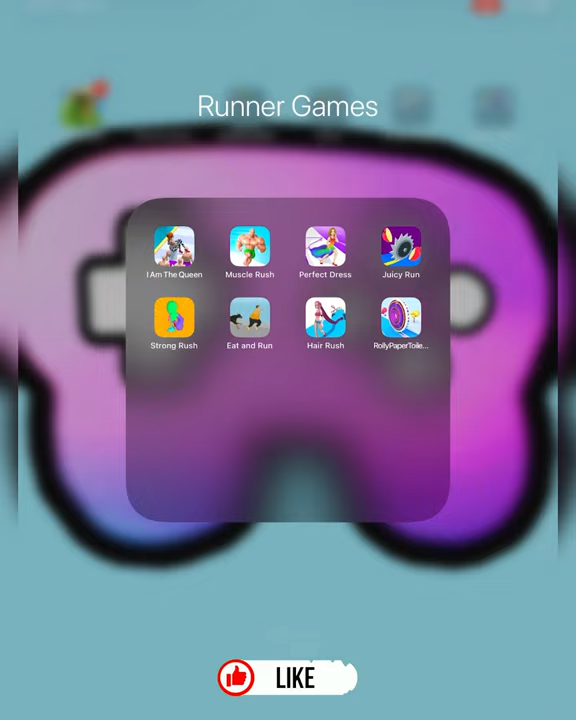 Runner Games
I Am The Queen
Muscle Rush
Perfect Dress
Juicy Run
Strong Rush
Eat and Run
Hair Rush
RollyPaperToile...
LIKE